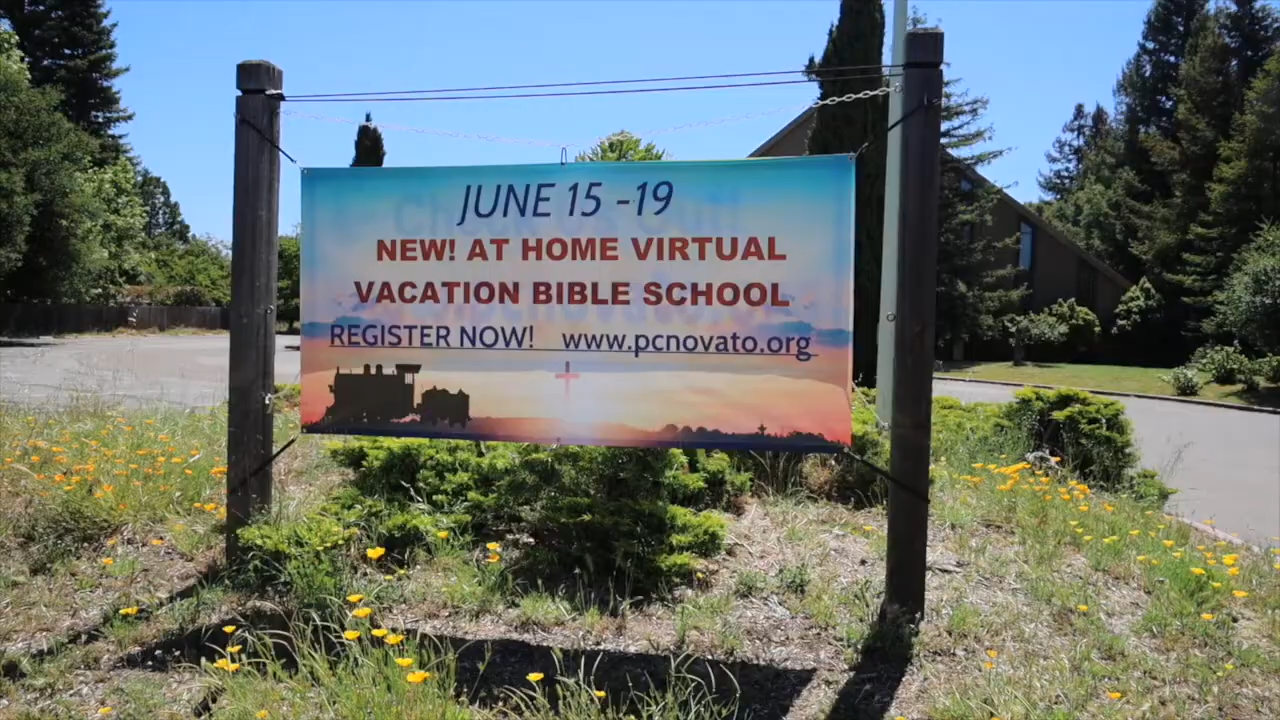 JUNE 15 -19
NEW! AT HOME VIRTUAL
VACATION BIBLE SCHOOL
REGISTER NOW! www.pcnovato.org